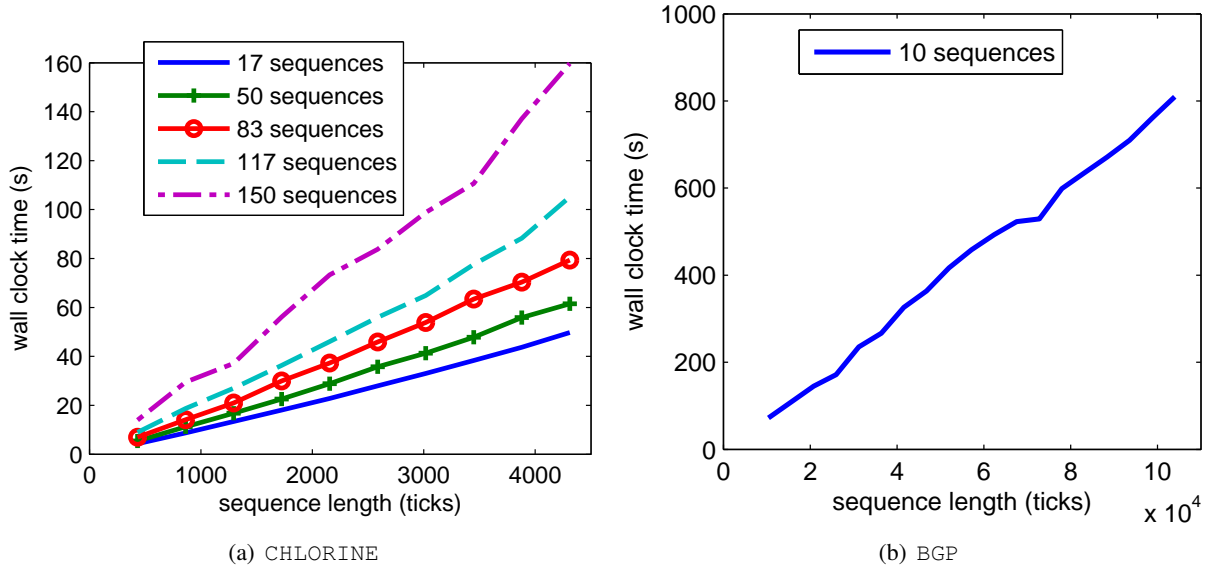 17 sequences
50 sequences
83 sequences
117 sequences
150 sequences
160
140
120
100
80
60
40
20
0
wall clock time (s)
0 1000 2000 3000 4000
sequence length (ticks)
(a) CHLORINE
10 sequences
1000
800
600
400
200
0
wall clock time (s)
0 2 4 6 8 10
sequence length (ticks)
x 10^4
(b) BGP